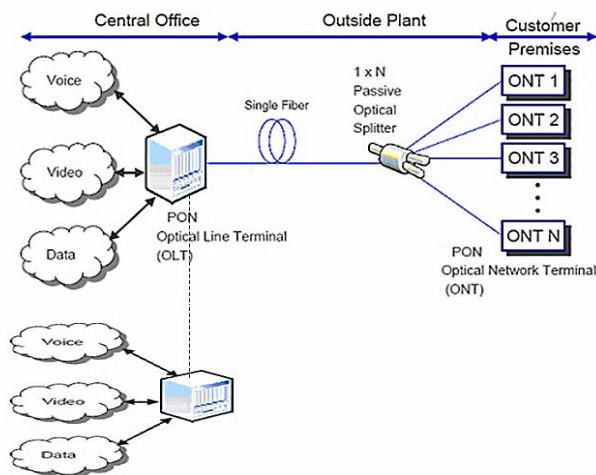 Central Office
Outside Plant
Customer
Premises
Voice
Video
Data
PON
Optical Line Terminal
(OLT)
Single Fiber
1 x N
Passive
Optical
Splitter
ONT 1
ONT 2
ONT 3
ONT N
PON
Optical Network Terminal
(ONT)
Voice
Video
Data